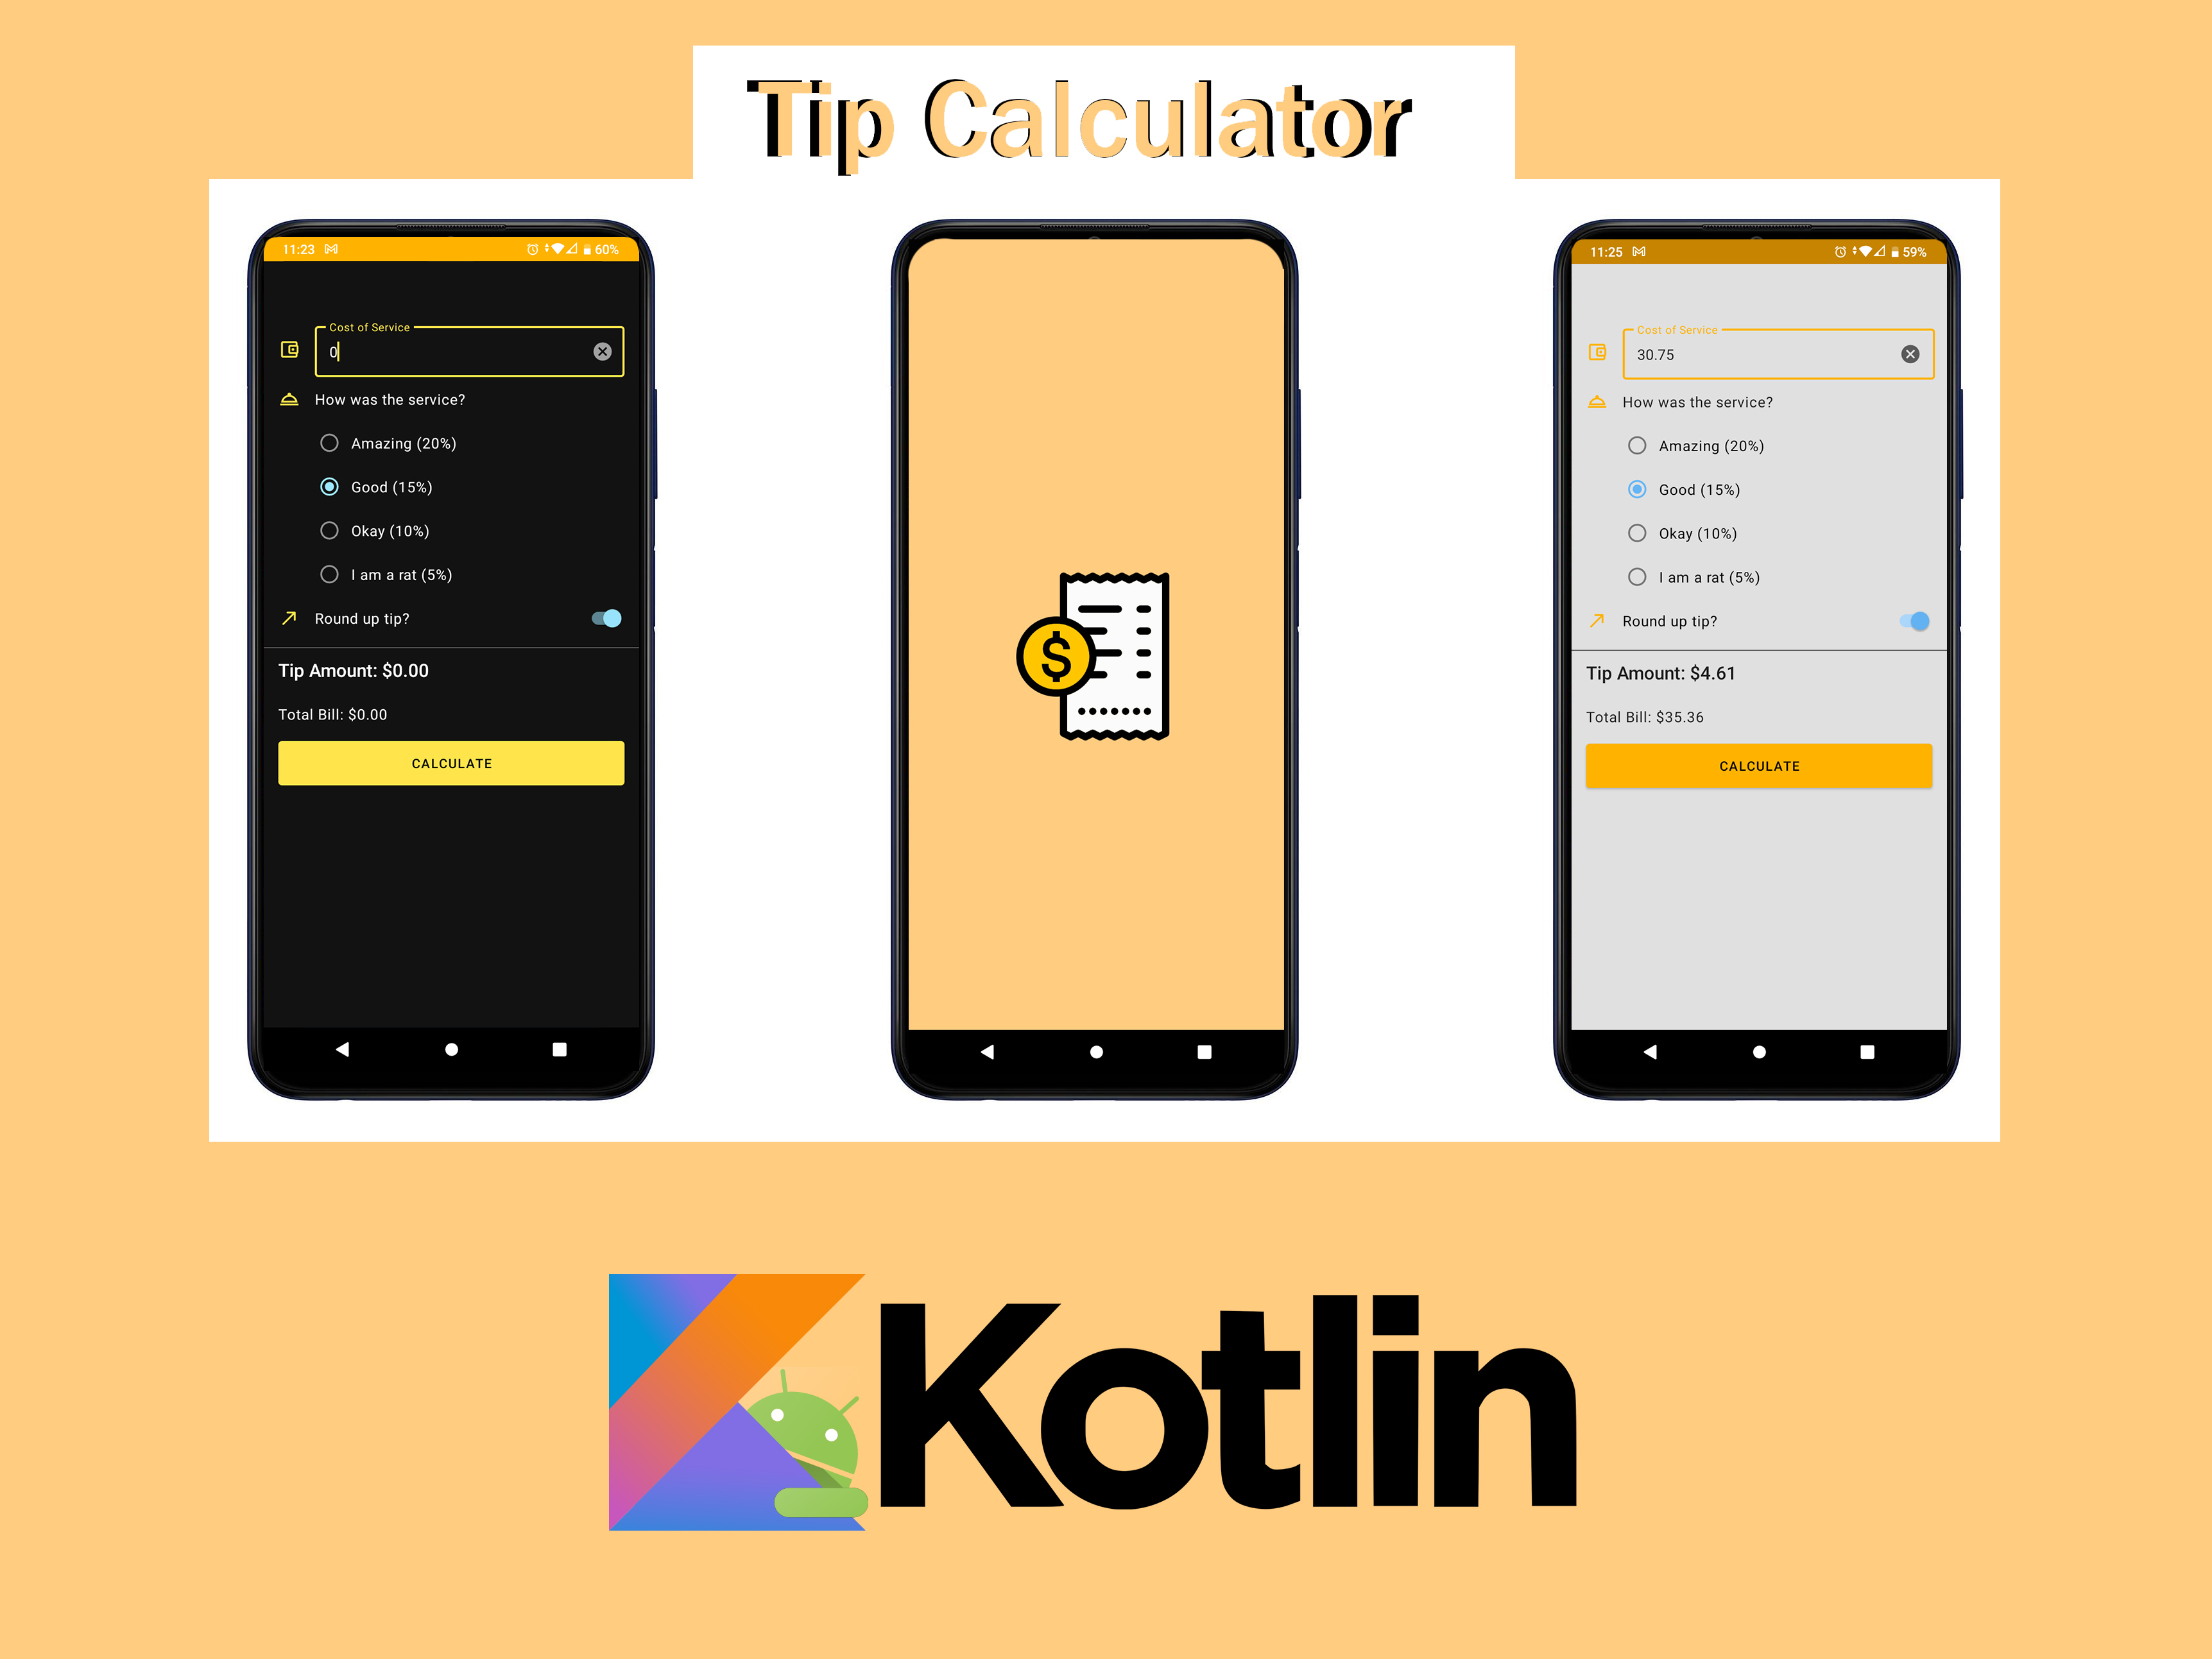 Tip Calculator
11:23 60%
Cost of Service
0
How was the service?
Amazing (20%)
Good (15%)
Okay (10%)
I am a rat (5%)
Round up tip?
Tip Amount: $0.00
Total Bill: $0.00
CALCULATE
$
11:25 59%
Cost of Service
30.75
How was the service?
Amazing (20%)
Good (15%)
Okay (10%)
I am a rat (5%)
Round up tip?
Tip Amount: $4.61
Total Bill: $35.36
CALCULATE
Kotlin